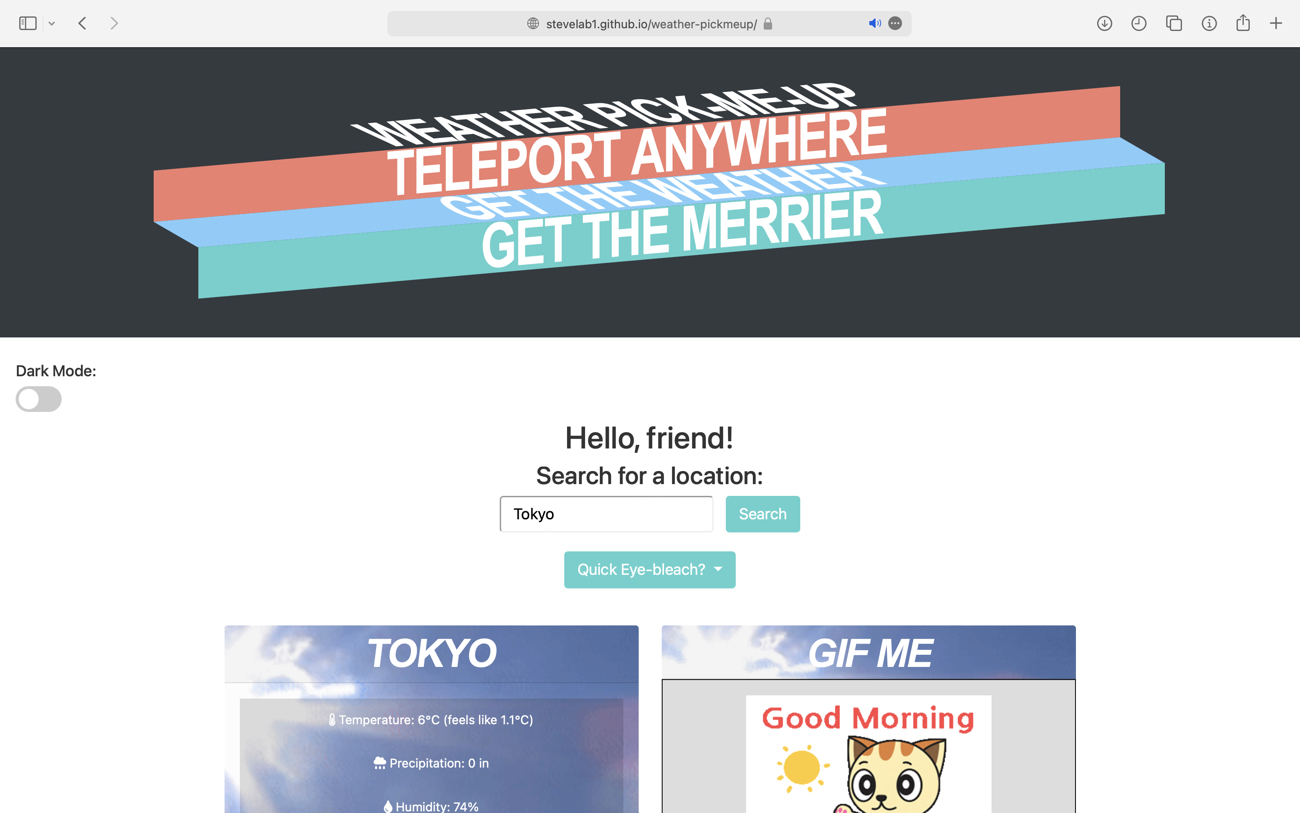 stevelab1.github.io/weather-pickmeup/
WEATHER PICK-ME-UP
TELEPORT ANYWHERE
GET THE WEATHER
GET THE MERRIER
Dark Mode:
Hello, friend!
Search for a location:
Tokyo
Search
Quick Eye-bleach?
TOKYO
Temperature: 6°C (feels like 1.1°C)
Precipitation: 0 in
Humidity: 74%
GIF ME
Good Morning